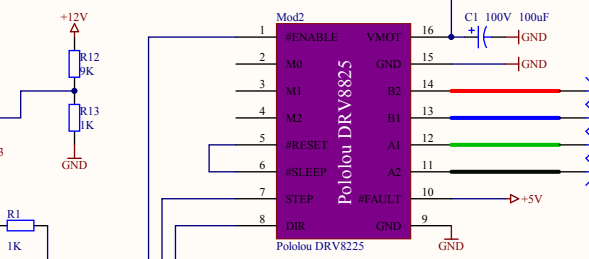 Mod2
+12V
C1 100V 100uF
1 #ENABLE VMOT 16
GND
R12
9K
2 M0 GND 15
GND
3 M1 B2 14
R13
1K
4 M2 B1 13
5 #RESET A1 12
3
GND
6 #SLEEP A2 11
7 STEP #FAULT 10
+5V
R1
8 DIR GND 9
Pololou DRV8825
1K
Pololou DRV8225
GND